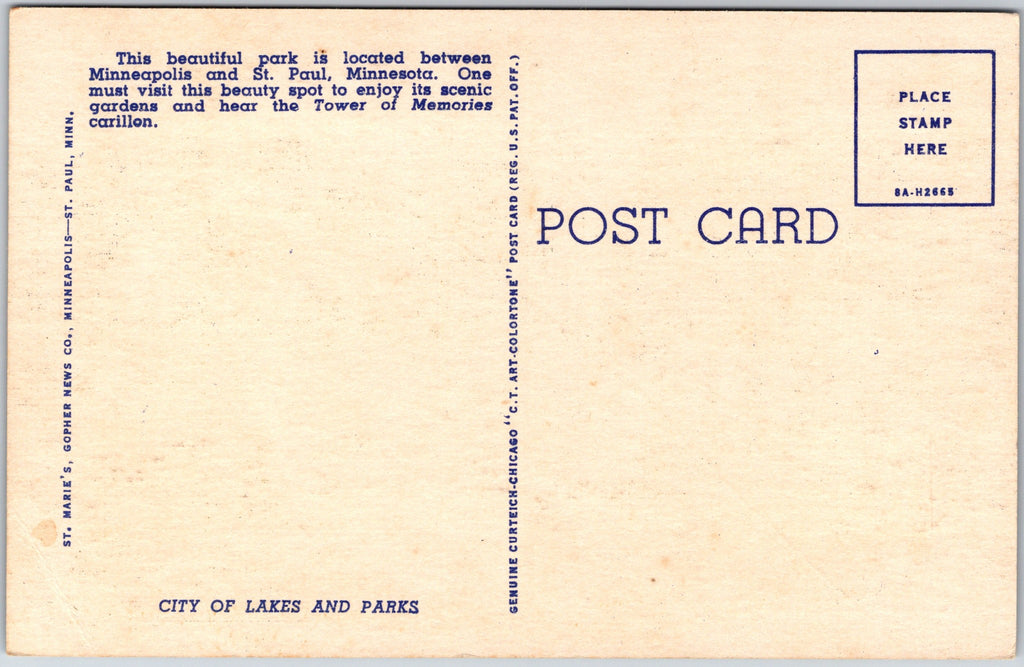 This beautiful park is located between
Minneapolis and St. Paul, Minnesota. One
must visit this beauty spot to enjoy its scenic
gardens and hear the Tower of Memories
carillon.
ST. MARIE'S, GOPHER NEWS CO., MINNEAPOLIS—ST. PAUL, MINN.
CITY OF LAKES AND PARKS
GENUINE CURTEICH-CHICAGO "C.T. ART-COLORTONE" POST CARD (REG. U.S. PAT. OFF.)
POST CARD
PLACE
STAMP
HERE
8A-H2665